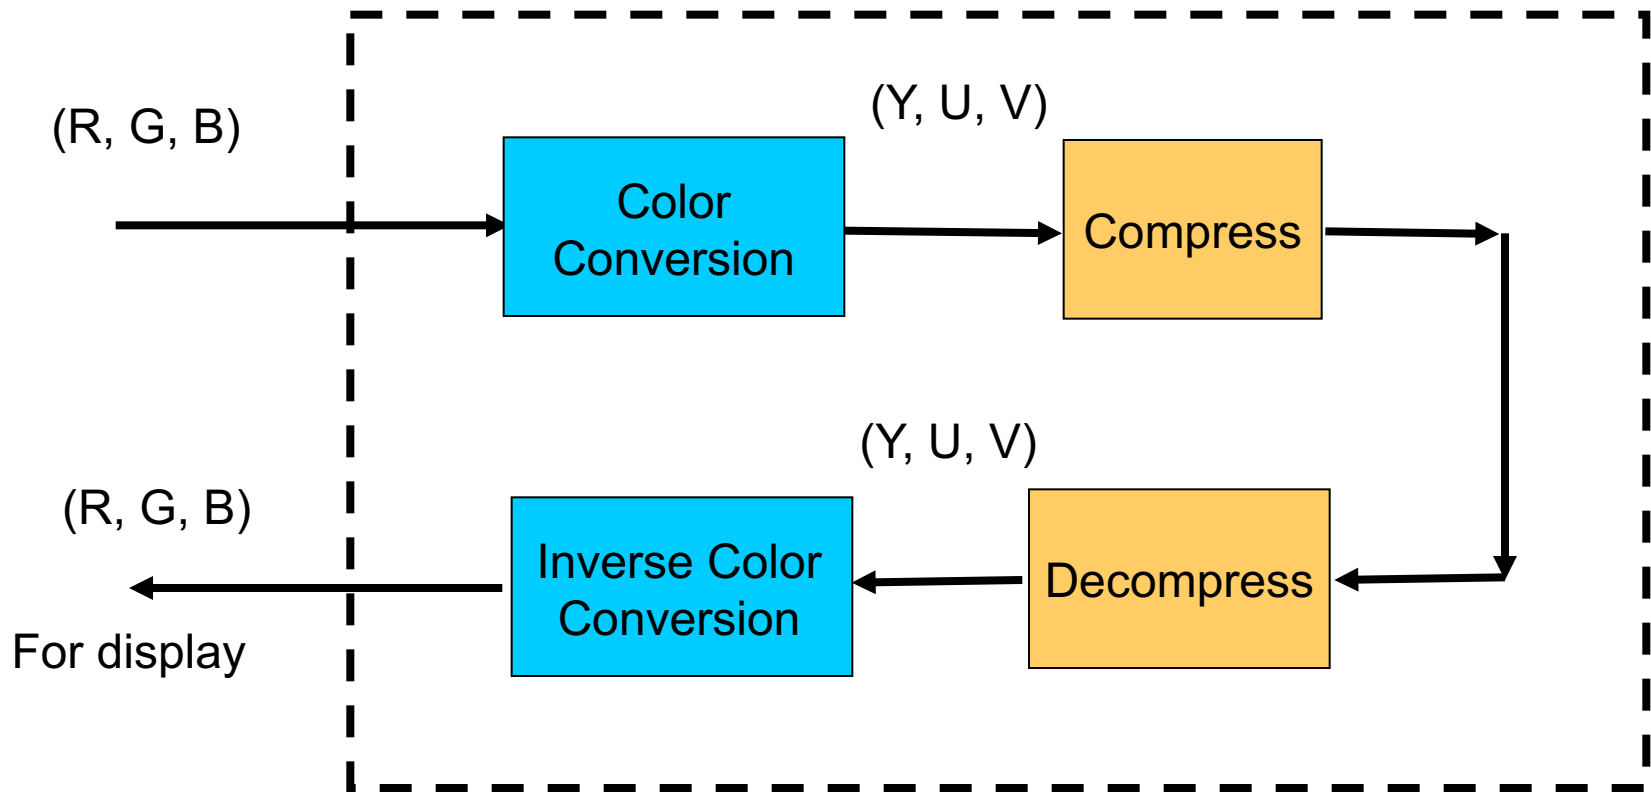 (R, G, B)
(Y, U, V)
Color
Conversion
Compress
(Y, U, V)
(R, G, B)
Inverse Color
Conversion
Decompress
For display